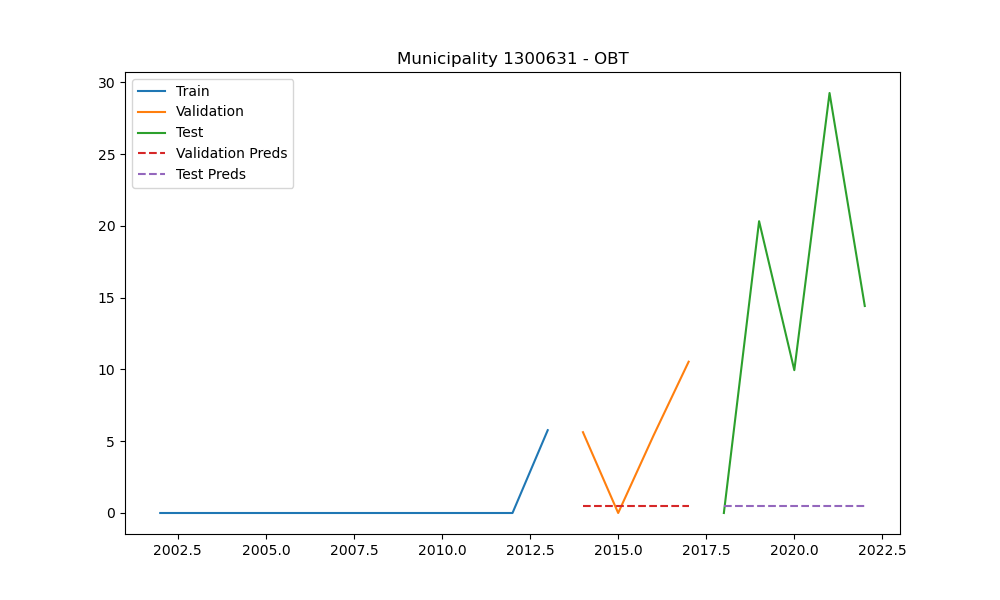 Municipality 1300631 - OBT
30
25
20
15
10
5
0
Train
Validation
Test
Validation Preds
Test Preds
2002.5 2005.0 2007.5 2010.0 2012.5 2015.0 2017.5 2020.0 2022.5